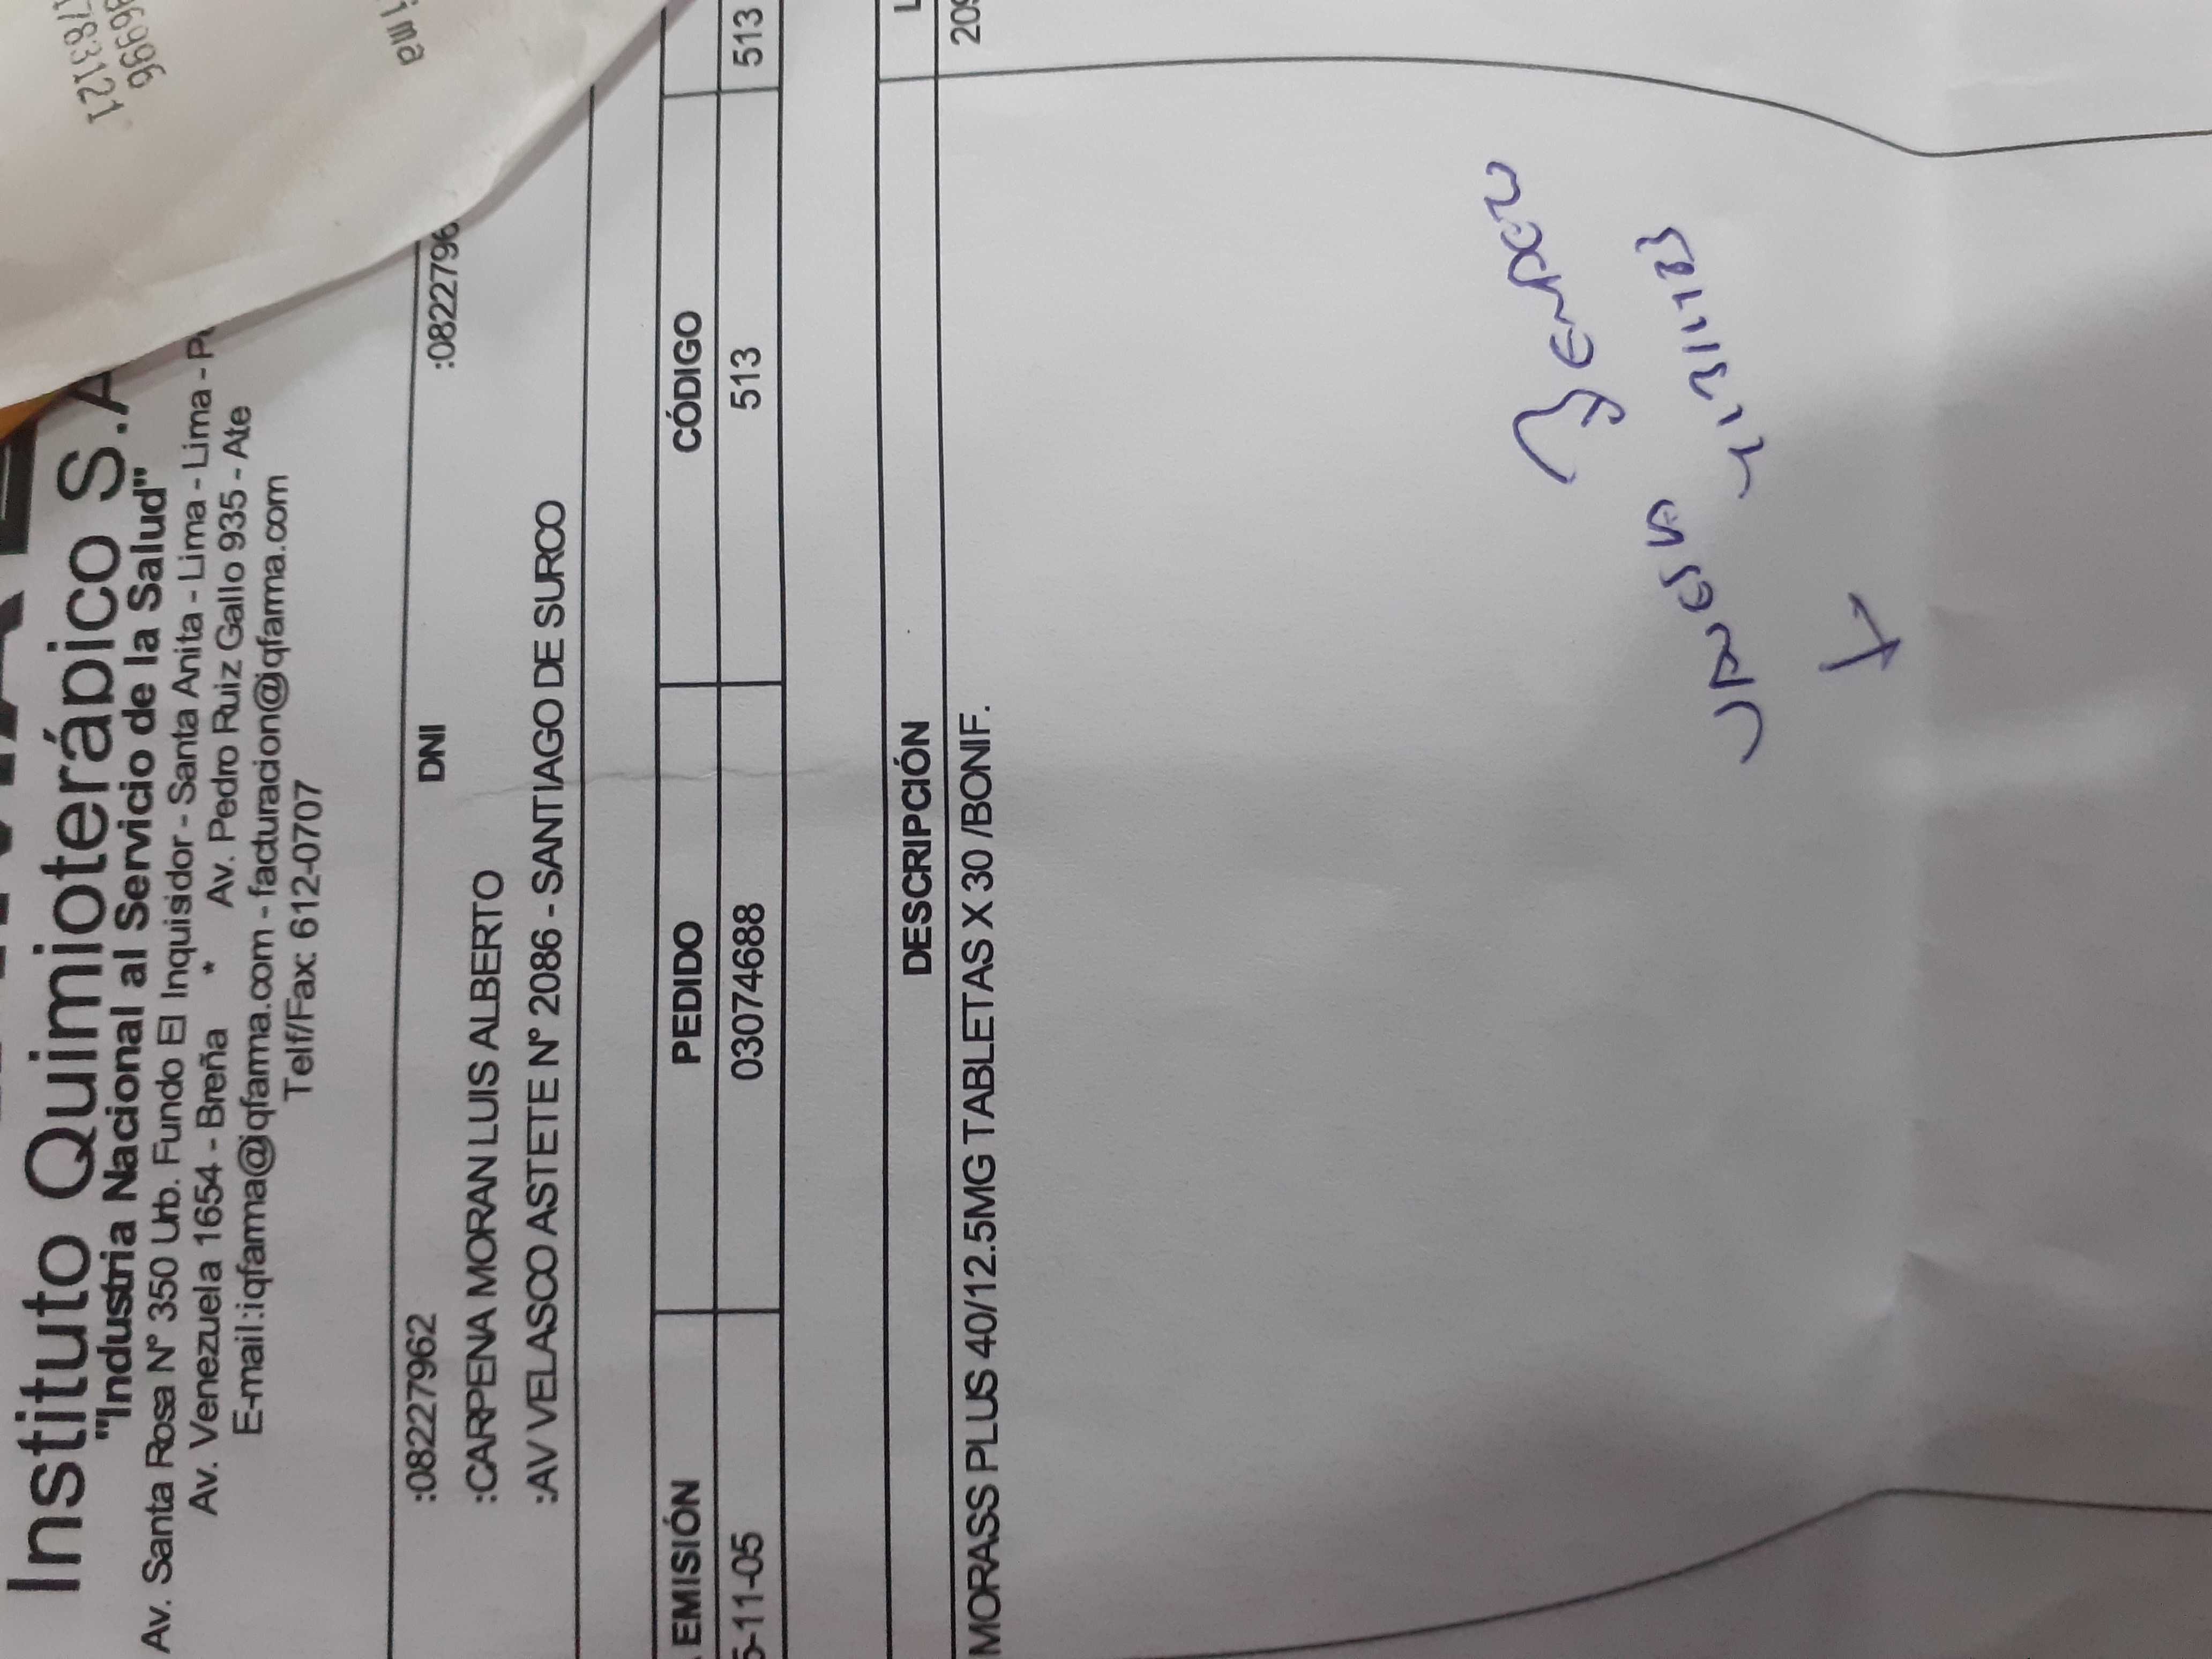 Instituto Quimioterápico S.A
"Industria Nacional al Servicio de la Salud"
Av. Santa Rosa N° 350 Urb. Fundo El Inquisidor - Santa Anita - Lima - Lima -
Av. Venezuela 1654 - Breña * Av. Pedro Ruiz Gallo 935 - Ate
E-mail:iqfarma@iqfarma.com - facturacion@iqfarma.com
Telf/Fax: 612-0707
:08227962 DNI :0822796
:CARPENA MORAN LUIS ALBERTO
:AV VELASCO ASTETE N° 2086 - SANTIAGO DE SURCO
EMISIÓN PEDIDO CÓDIGO
5-11-05 03074688 513 513
DESCRIPCIÓN
MORASS PLUS 40/12.5MG TABLETAS X 30 /BONIF. 209